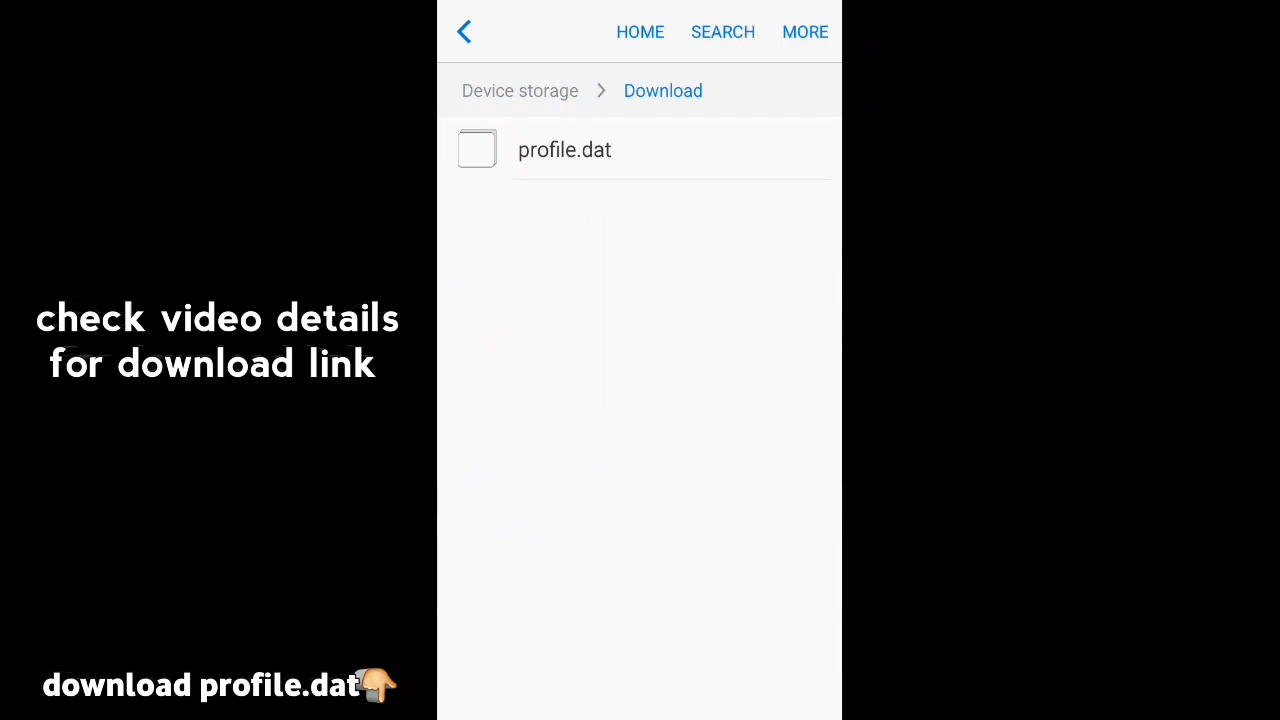 HOME SEARCH MORE
Device storage > Download
profile.dat
check video details
for download link
download profile.dat👇